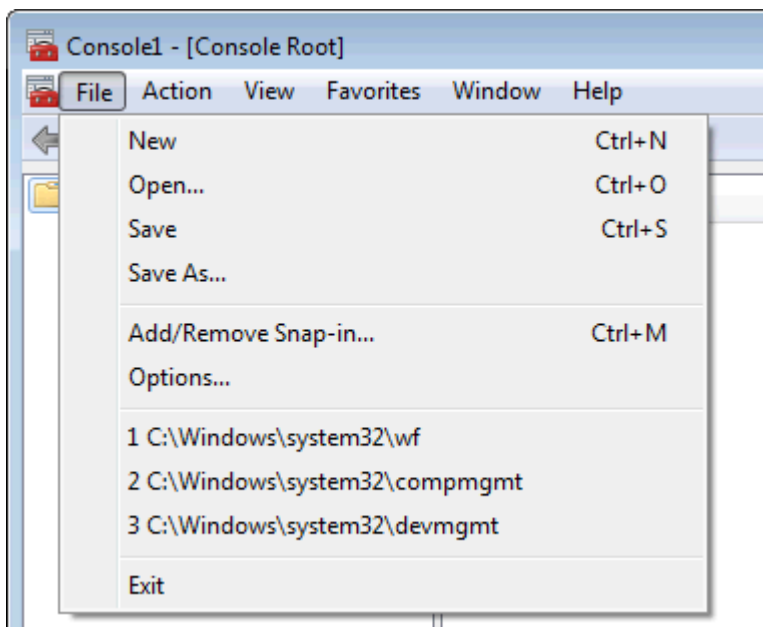 Console1 - [Console Root]
File Action View Favorites Window Help
New Ctrl+N
Open... Ctrl+O
Save Ctrl+S
Save As...
Add/Remove Snap-in... Ctrl+M
Options...
1 C:\Windows\system32\wf
2 C:\Windows\system32\compmgmt
3 C:\Windows\system32\devmgmt
Exit